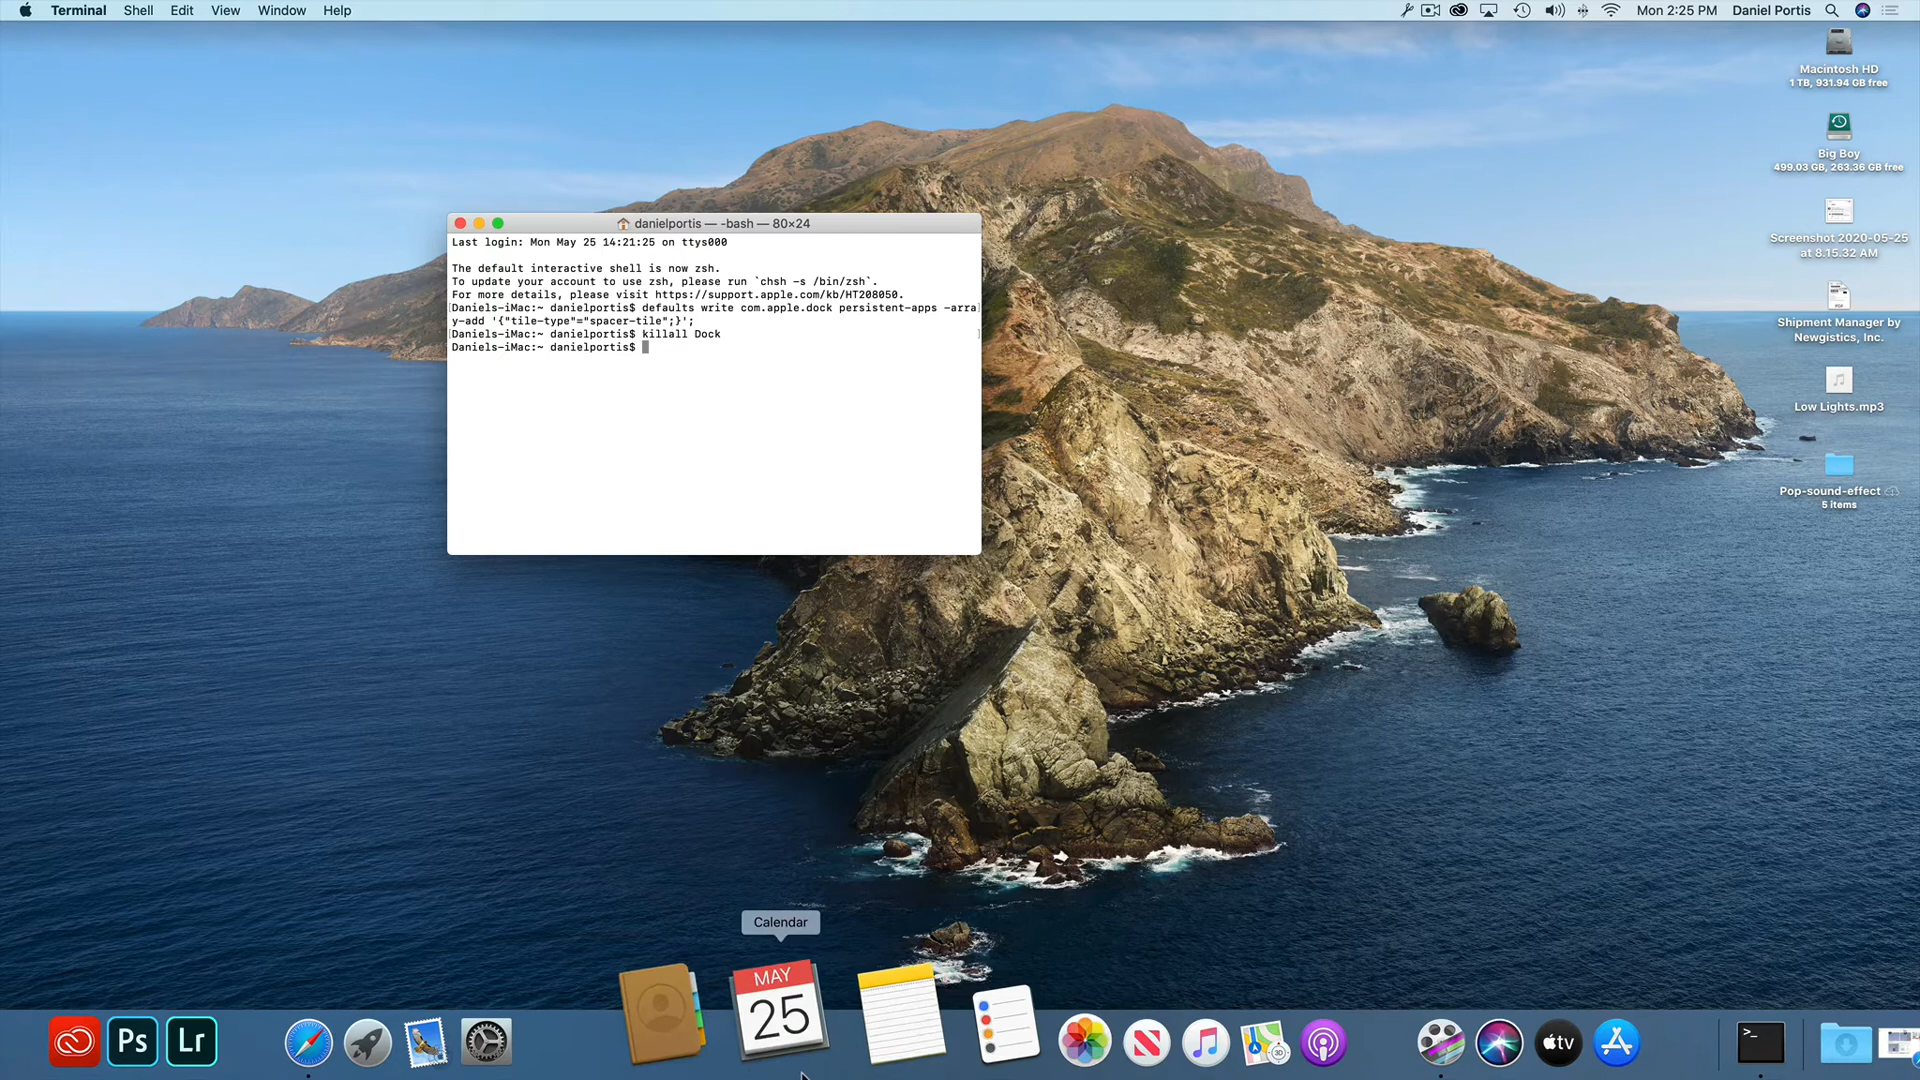 Terminal Shell Edit View Window Help Mon 2:25 PM Daniel Portis
Macintosh HD
1 TB, 931.94 GB free
Big Boy
499.03 GB, 263.36 GB free
Screenshot 2020-05-25
at 8.15.32 AM
Shipment Manager by
Newgistics, Inc.
Low Lights.mp3
Pop-sound-effect
5 items
danielportis — -bash — 80×24
Last login: Mon May 25 14:21:25 on ttys000
The default interactive shell is now zsh.
To update your account to use zsh, please run `chsh -s /bin/zsh`.
For more details, please visit https://support.apple.com/kb/HT208050.
[Daniels-iMac:~ danielportis$ defaults write com.apple.dock persistent-apps -arra]
y-add '{"tile-type"="spacer-tile";}';
[Daniels-iMac:~ danielportis$ killall Dock ]
Daniels-iMac:~ danielportis$
Calendar
MAY
25
Ps Lr
3D
tv
>_